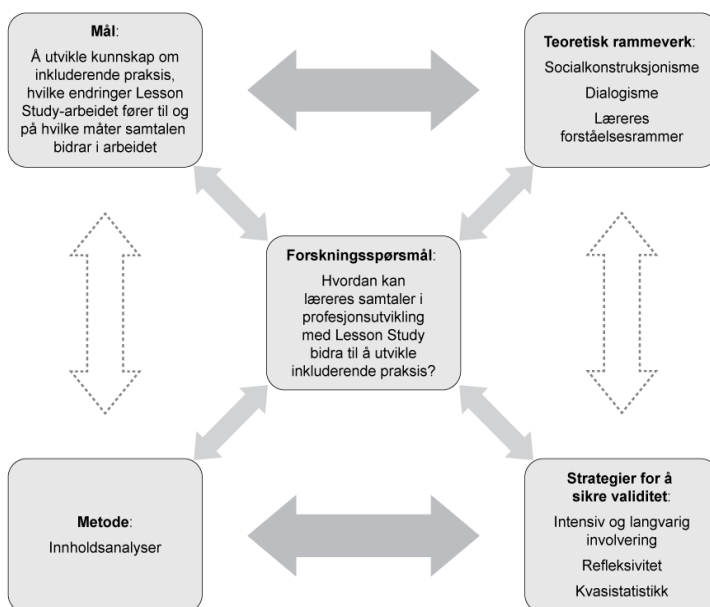 Mål:
Å utvikle kunnskap om
inkluderende praksis,
hvilke endringer Lesson
Study-arbeidet fører til og
på hvilke måter samtalen
bidrar i arbeidet
Teoretisk rammeverk:
Socialkonstruksjonisme
Dialogisme
Læreres
forståelsesrammer
Forskningsspørsmål:
Hvordan kan
læreres samtaler i
profesjonsutvikling
med Lesson Study
bidra til å utvikle
inkluderende praksis?
Metode:
Innholdsanalyser
Strategier for å
sikre validitet:
Intensiv og langvarig
involvering
Refleksivitet
Kvasistatistikk